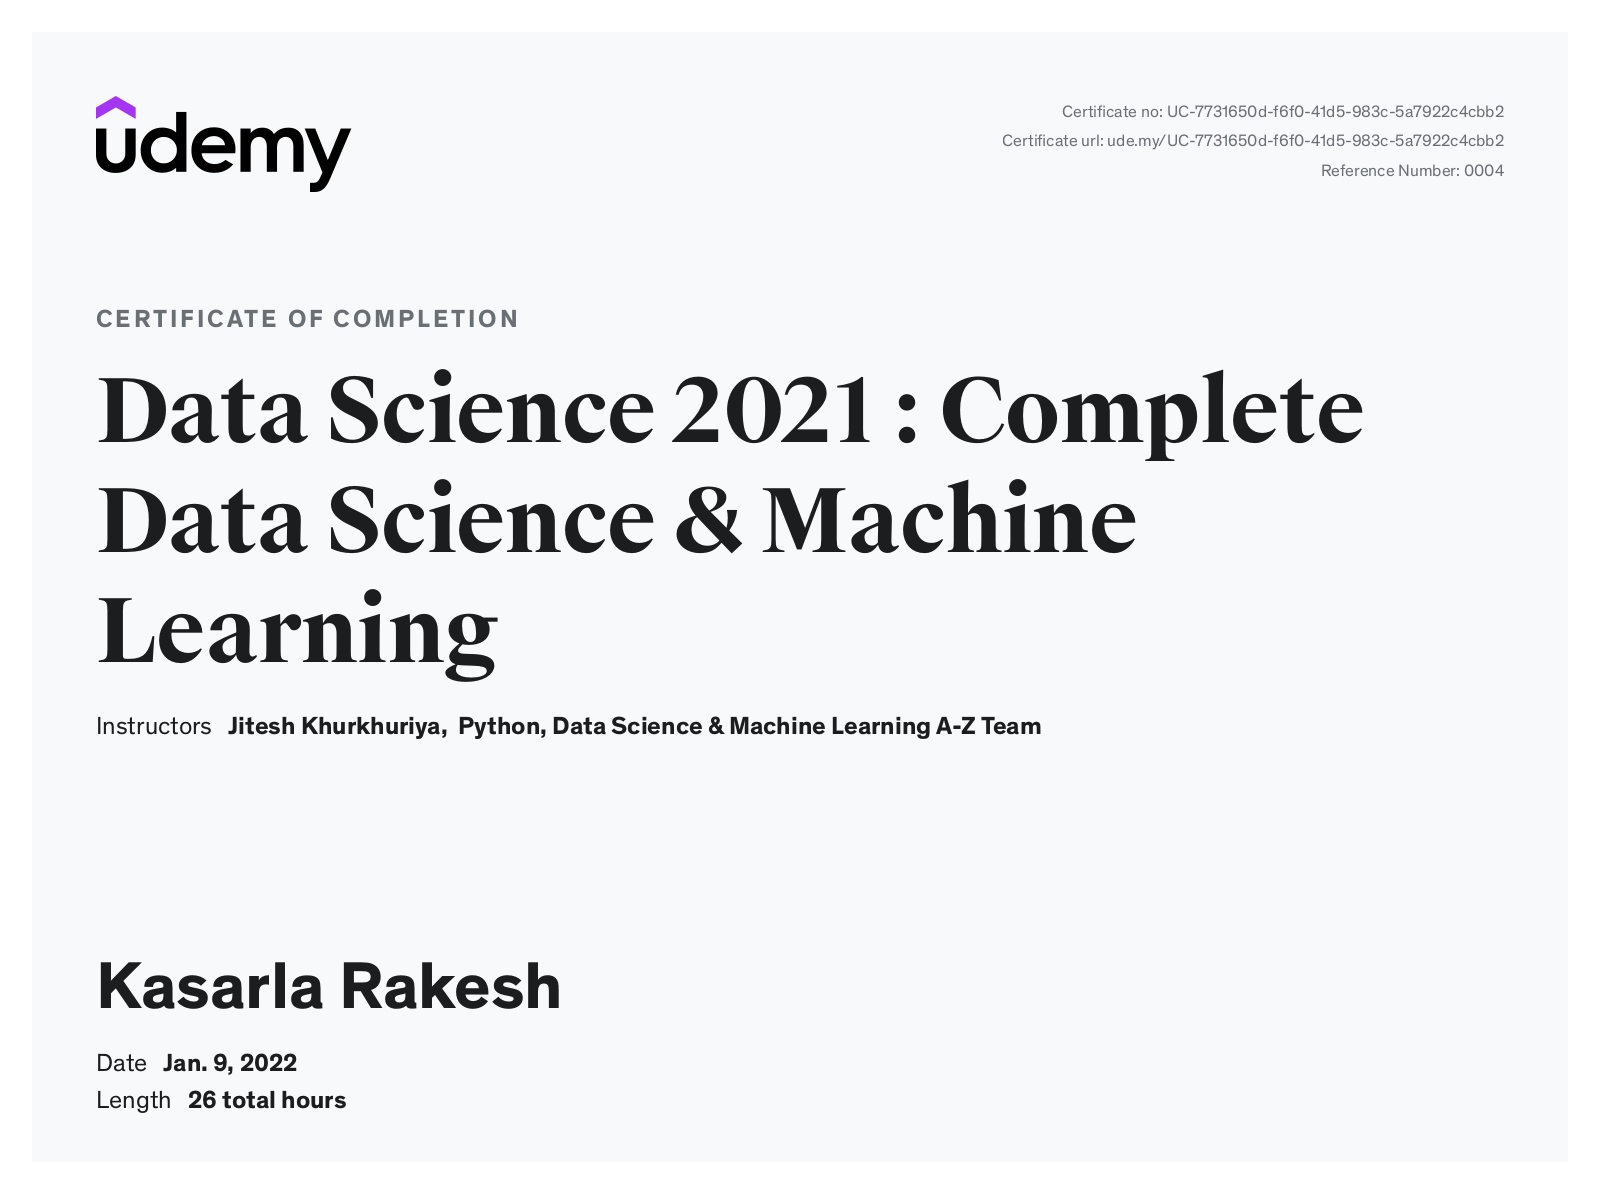 udemy
Certificate no: UC-7731650d-f6f0-41d5-983c-5a7922c4cbb2
Certificate url: ude.my/UC-7731650d-f6f0-41d5-983c-5a7922c4cbb2
Reference Number: 0004
CERTIFICATE OF COMPLETION
Data Science 2021 : Complete
Data Science & Machine
Learning
Instructors Jitesh Khurkhuriya, Python, Data Science & Machine Learning A-Z Team
Kasarla Rakesh
Date Jan. 9, 2022
Length 26 total hours